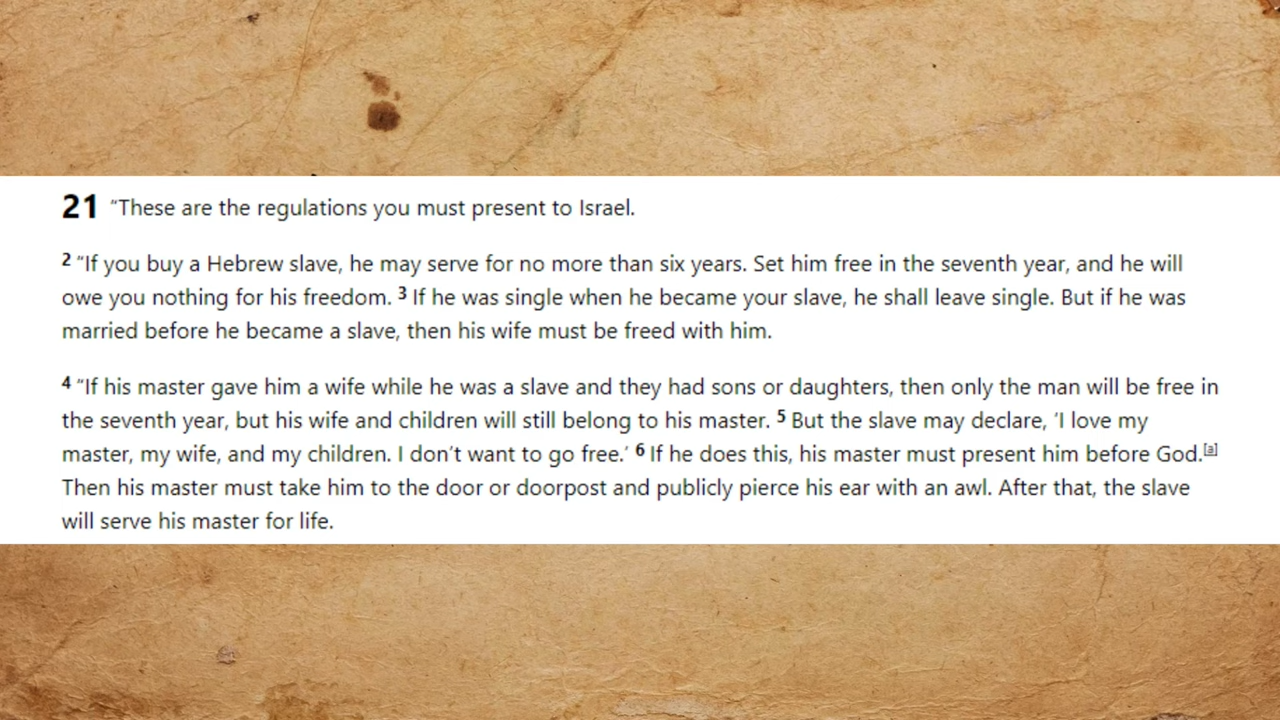 21 “These are the regulations you must present to Israel.
2 “If you buy a Hebrew slave, he may serve for no more than six years. Set him free in the seventh year, and he will
owe you nothing for his freedom. 3 If he was single when he became your slave, he shall leave single. But if he was
married before he became a slave, then his wife must be freed with him.
4 “If his master gave him a wife while he was a slave and they had sons or daughters, then only the man will be free in
the seventh year, but his wife and children will still belong to his master. 5 But the slave may declare, ‘I love my
master, my wife, and my children. I don’t want to go free.’ 6 If he does this, his master must present him before God.[a]
Then his master must take him to the door or doorpost and publicly pierce his ear with an awl. After that, the slave
will serve his master for life.